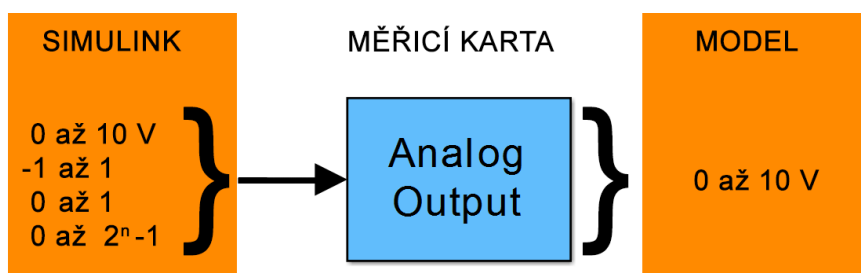 SIMULINK
MĚŘICÍ KARTA
MODEL
0 až 10 V
-1 až 1
0 až 1
0 až 2ⁿ-1
Analog
Output
0 až 10 V